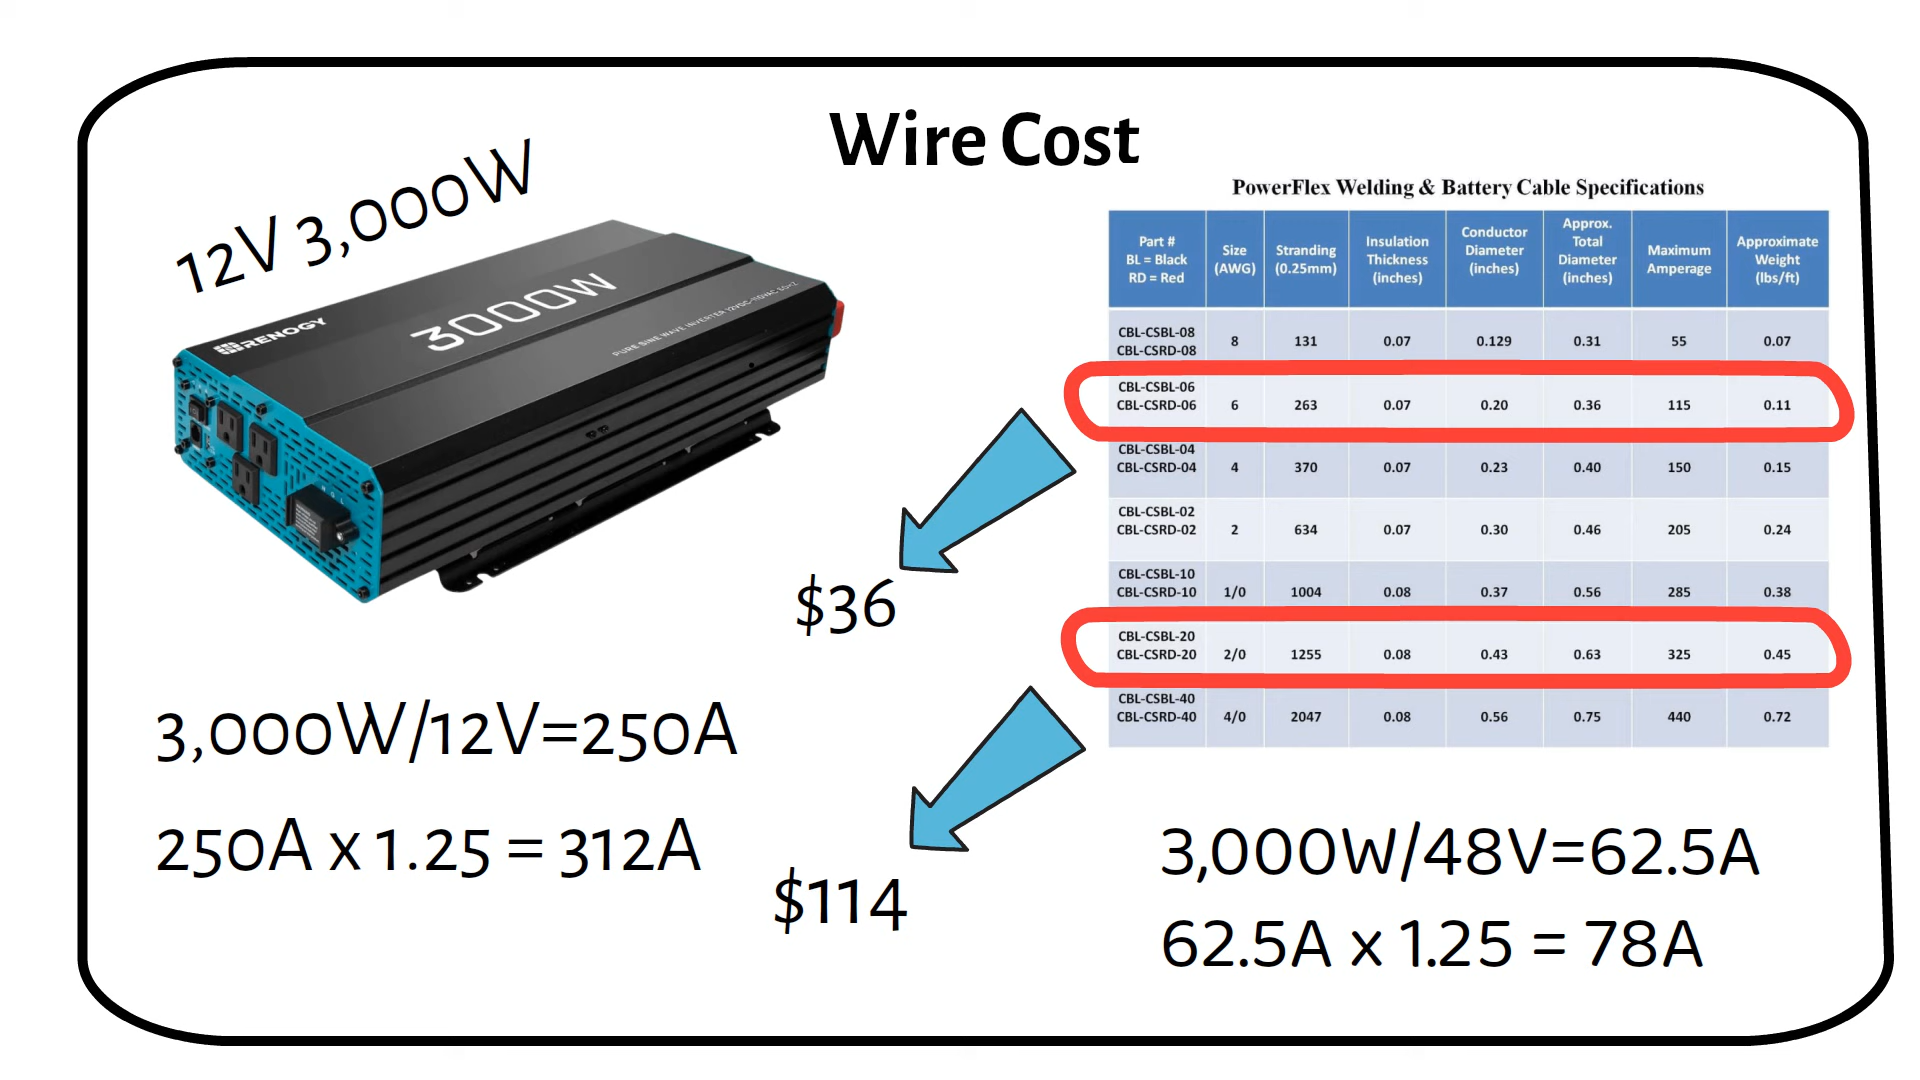 Wire Cost
12V 3,000W
RENOGY
3000W
PURE SINE WAVE INVERTER 12VDC-110VAC-60HZ
PowerFlex Welding & Battery Cable Specifications
Part # BL = Black RD = Red | Size (AWG) | Stranding (0.25mm) | Insulation Thickness (inches) | Conductor Diameter (inches) | Approx. Total Diameter (inches) | Maximum Amperage | Approximate Weight (lbs/ft)
CBL-CSBL-08 CBL-CSRD-08 | 8 | 131 | 0.07 | 0.129 | 0.31 | 55 | 0.07
CBL-CSBL-06 CBL-CSRD-06 | 6 | 263 | 0.07 | 0.20 | 0.36 | 115 | 0.11
CBL-CSBL-04 CBL-CSRD-04 | 4 | 370 | 0.07 | 0.23 | 0.40 | 150 | 0.15
CBL-CSBL-02 CBL-CSRD-02 | 2 | 634 | 0.07 | 0.30 | 0.46 | 205 | 0.24
CBL-CSBL-10 CBL-CSRD-10 | 1/0 | 1004 | 0.08 | 0.37 | 0.56 | 285 | 0.38
CBL-CSBL-20 CBL-CSRD-20 | 2/0 | 1255 | 0.08 | 0.43 | 0.63 | 325 | 0.45
CBL-CSBL-40 CBL-CSRD-40 | 4/0 | 2047 | 0.08 | 0.56 | 0.75 | 440 | 0.72
$36
3,000W/12V=250A
250A x 1.25 = 312A
$114
3,000W/48V=62.5A
62.5A x 1.25 = 78A